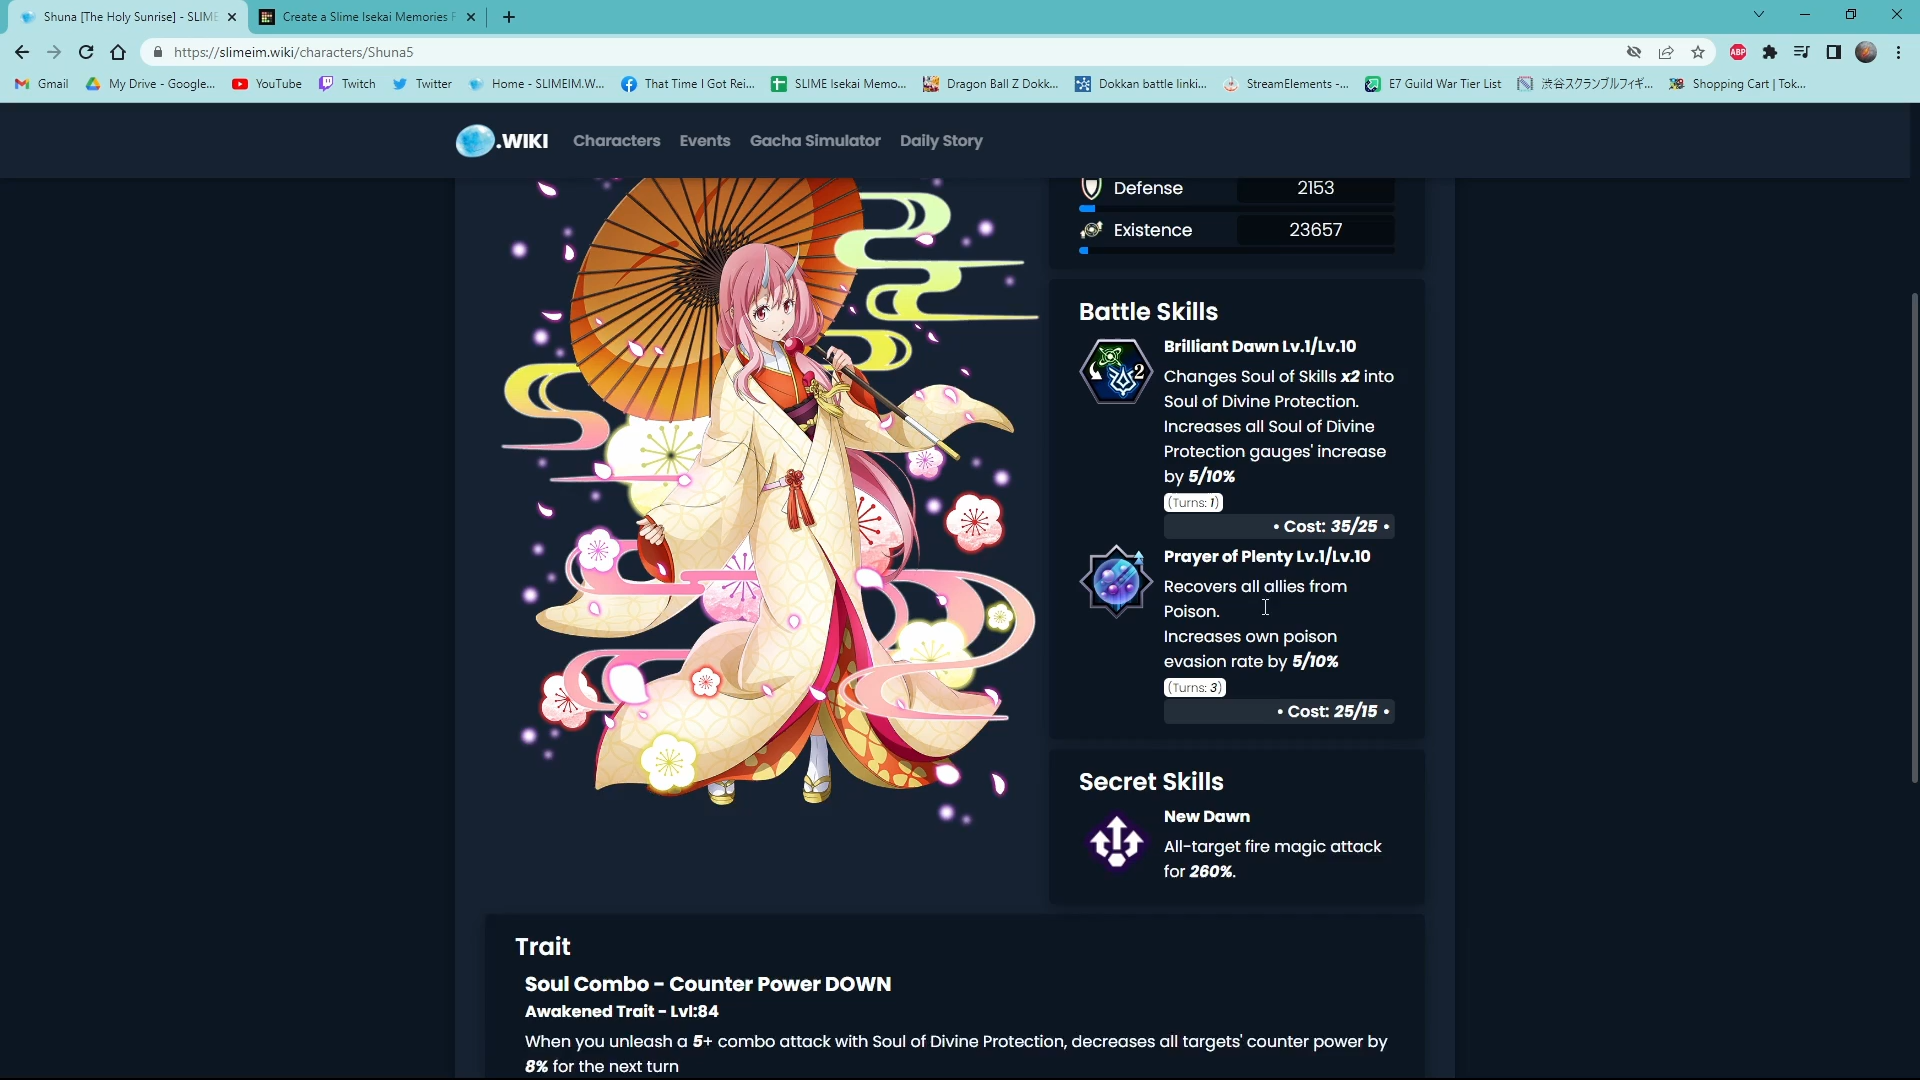 Shuna [The Holy Sunrise] - SLIME
Create a Slime Isekai Memories F
https://slimeim.wiki/characters/Shuna5
ABP
Gmail
My Drive - Google...
YouTube
Twitch
Twitter
Home - SLIMEIM.W...
That Time I Got Rei...
SLIME Isekai Memo...
Dragon Ball Z Dokk...
Dokkan battle linki...
StreamElements -...
E7 Guild War Tier List
渋谷スクランブルフィギ...
Shopping Cart | Tok...
.WIKI
Characters
Events
Gacha Simulator
Daily Story
Defense 2153
Existence 23657
Battle Skills
Brilliant Dawn Lv.1/Lv.10
Changes Soul of Skills x2 into
Soul of Divine Protection.
Increases all Soul of Divine
Protection gauges' increase
by 5/10%
(Turns: 1)
• Cost: 35/25 •
2
Prayer of Plenty Lv.1/Lv.10
Recovers all allies from
Poison.
Increases own poison
evasion rate by 5/10%
(Turns: 3)
• Cost: 25/15 •
Secret Skills
New Dawn
All-target fire magic attack
for 260%.
Trait
Soul Combo - Counter Power DOWN
Awakened Trait - Lvl:84
When you unleash a 5+ combo attack with Soul of Divine Protection, decreases all targets' counter power by
8% for the next turn